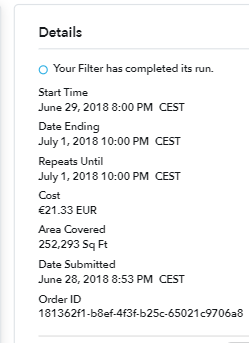 Details
Your Filter has completed its run.
Start Time
June 29, 2018 8:00 PM CEST
Date Ending
July 1, 2018 10:00 PM CEST
Repeats Until
July 1, 2018 10:00 PM CEST
Cost
€21.33 EUR
Area Covered
252,293 Sq Ft
Date Submitted
June 28, 2018 8:53 PM CEST
Order ID
181362f1-b8ef-4f3f-b25c-65021c9706a8